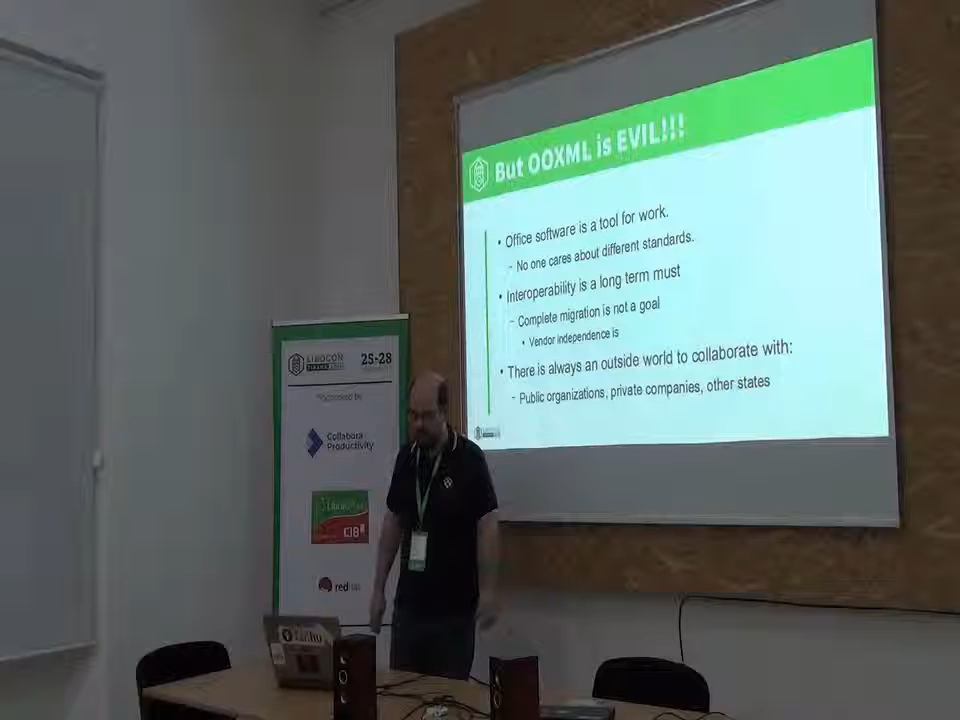 But OOXML is EVIL!!!
• Office software is a tool for work.
– No one cares about different standards.
• Interoperability is a long term must
– Complete migration is not a goal
• Vendor independence is
• There is always an outside world to collaborate with:
– Public organizations, private companies, other states
LIBOCON
25-28
Sponsored by
Collabora
Productivity
CIB
red